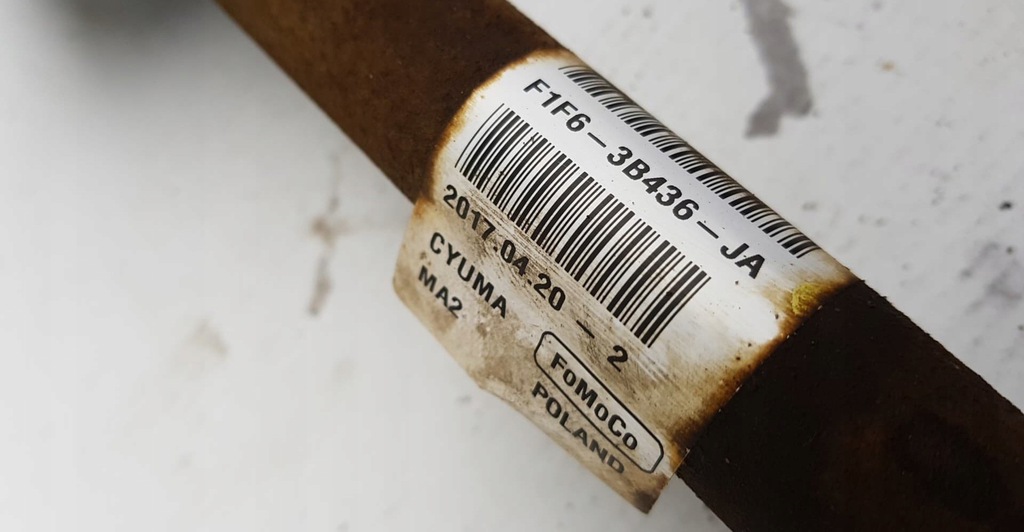 F1F6-3B436-JA
2017.04.20 - 2
CYUMA
MA2
FoMoCo
POLAND